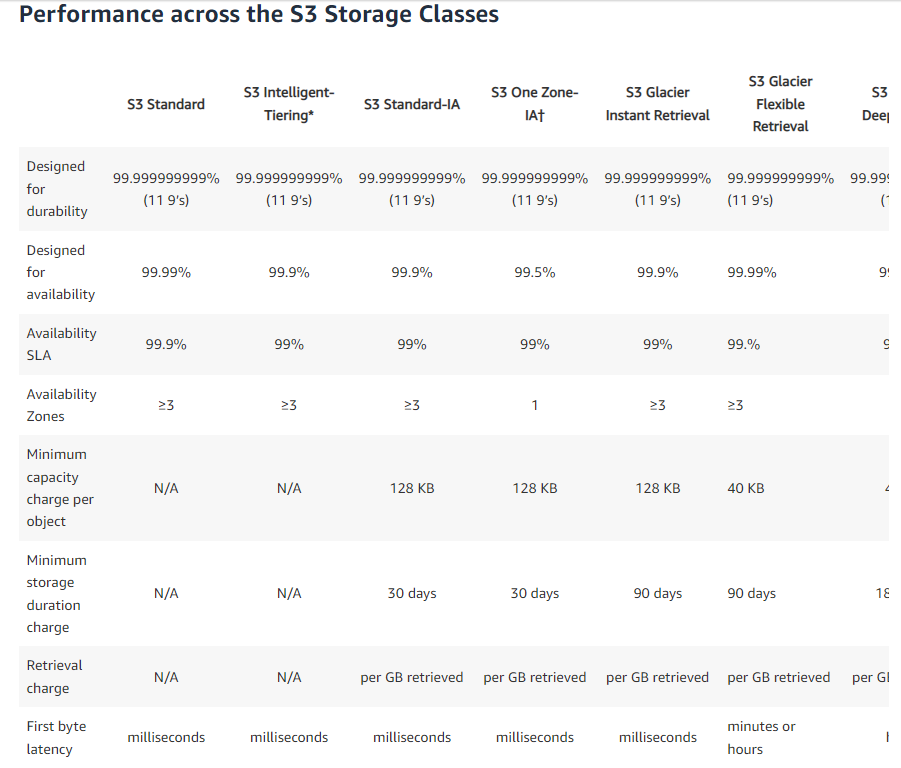 Performance across the S3 Storage Classes
S3 Standard
S3 Intelligent-
Tiering*
S3 Standard-IA
S3 One Zone-
IA†
S3 Glacier
Instant Retrieval
S3 Glacier
Flexible
Retrieval
S3
Designed
for
durability
99.999999999%
(11 9's)
99.999999999%
(11 9's)
99.999999999%
(11 9's)
99.999999999%
(11 9's)
99.999999999%
(11 9's)
99.999999999%
(11 9's)
Designed
for
availability
99.99%
99.9%
99.9%
99.5%
99.9%
99.99%
Availability
SLA
99.9%
99%
99%
99%
99%
99.%
Availability
Zones
≥3
≥3
≥3
1
≥3
≥3
Minimum
capacity
charge per
object
N/A
N/A
128 KB
128 KB
128 KB
40 KB
Minimum
storage
duration
charge
N/A
N/A
30 days
30 days
90 days
90 days
18
Retrieval
charge
N/A
N/A
per GB retrieved
per GB retrieved
per GB retrieved
per GB retrieved
per
First byte
latency
milliseconds
milliseconds
milliseconds
milliseconds
milliseconds
minutes or
hours